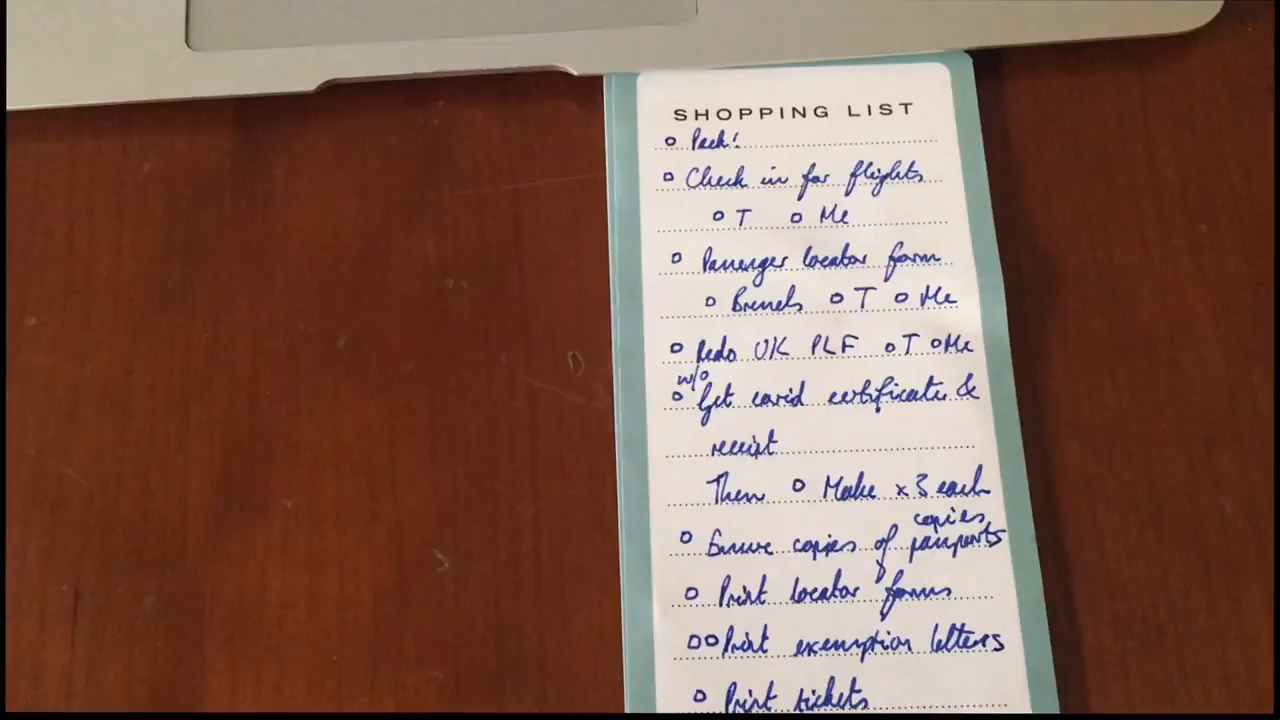 SHOPPING LIST
Pack!
Check in for flights
T Me
Passenger locator form
Brussels T Me
Redo UK PLF T Me
w/o
Get covid certificate &
receipt
Then Make x3 each
copies
Ensure copies of passports
Print locator forms
Print exemption letters
Print tickets